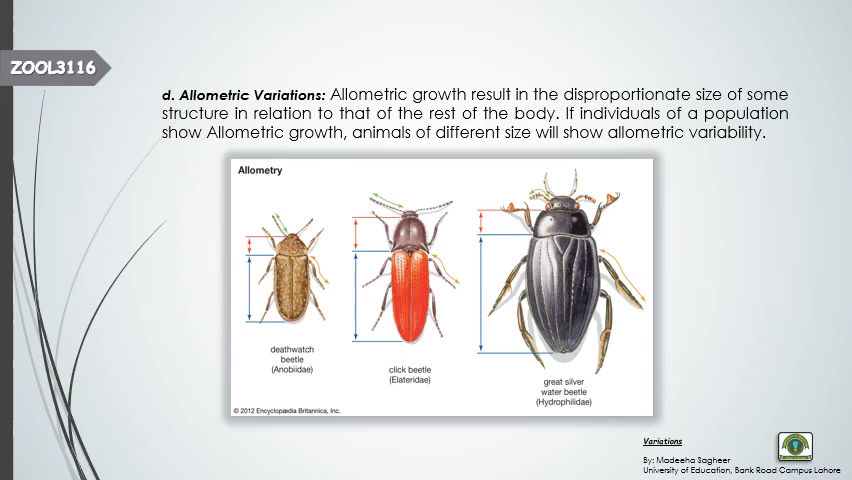 ZOOL3116
d. Allometric Variations: Allometric growth result in the disproportionate size of some
structure in relation to that of the rest of the body. If individuals of a population
show Allometric growth, animals of different size will show allometric variability.
Allometry
deathwatch
beetle
(Anobiidae)
click beetle
(Elateridae)
great silver
water beetle
(Hydrophilidae)
© 2012 Encyclopædia Britannica, Inc.
Variations
By: Madeeha Sagheer
University of Education, Bank Road Campus Lahore